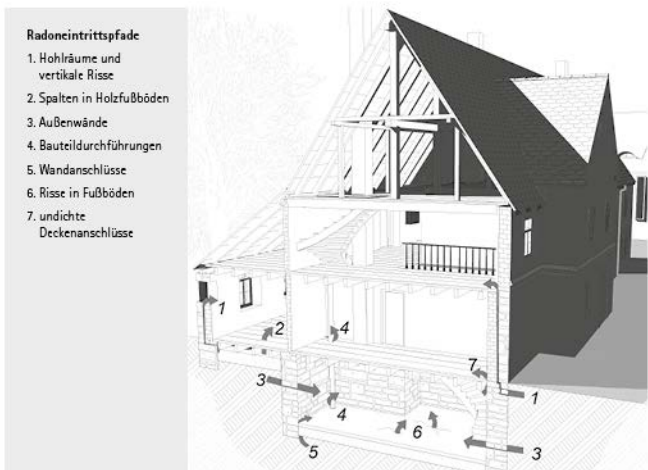 Radoneintrittspfade
1. Hohlräume und
vertikale Risse
2. Spalten in Holzfußböden
3. Außenwände
4. Bauteildurchführungen
5. Wandanschlüsse
6. Risse in Fußböden
7. undichte
Deckenanschlüsse
1
2
4
3
7
1
4
6
3
5